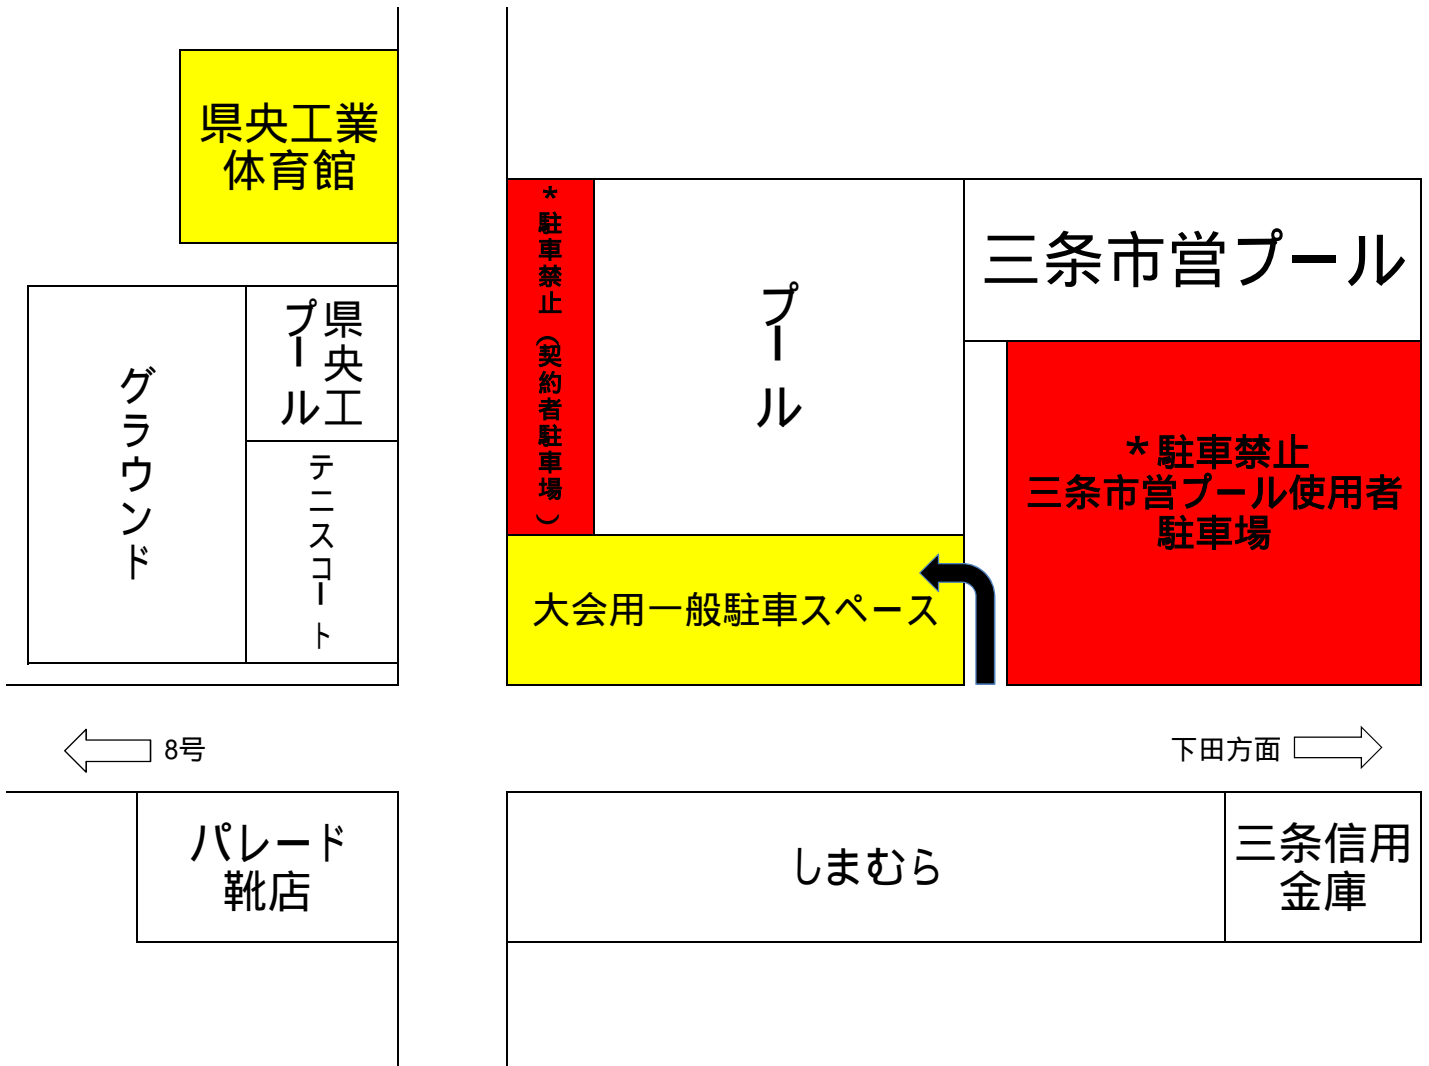 県央工業
体育館
*駐車禁止（契約者駐車場）
プール
三条市営プール
県央工
プール
グラウンド
テニスコート
*駐車禁止
三条市営プール使用者
駐車場
大会用一般駐車スペース
8号
下田方面
パレード
靴店
しまむら
三条信用
金庫